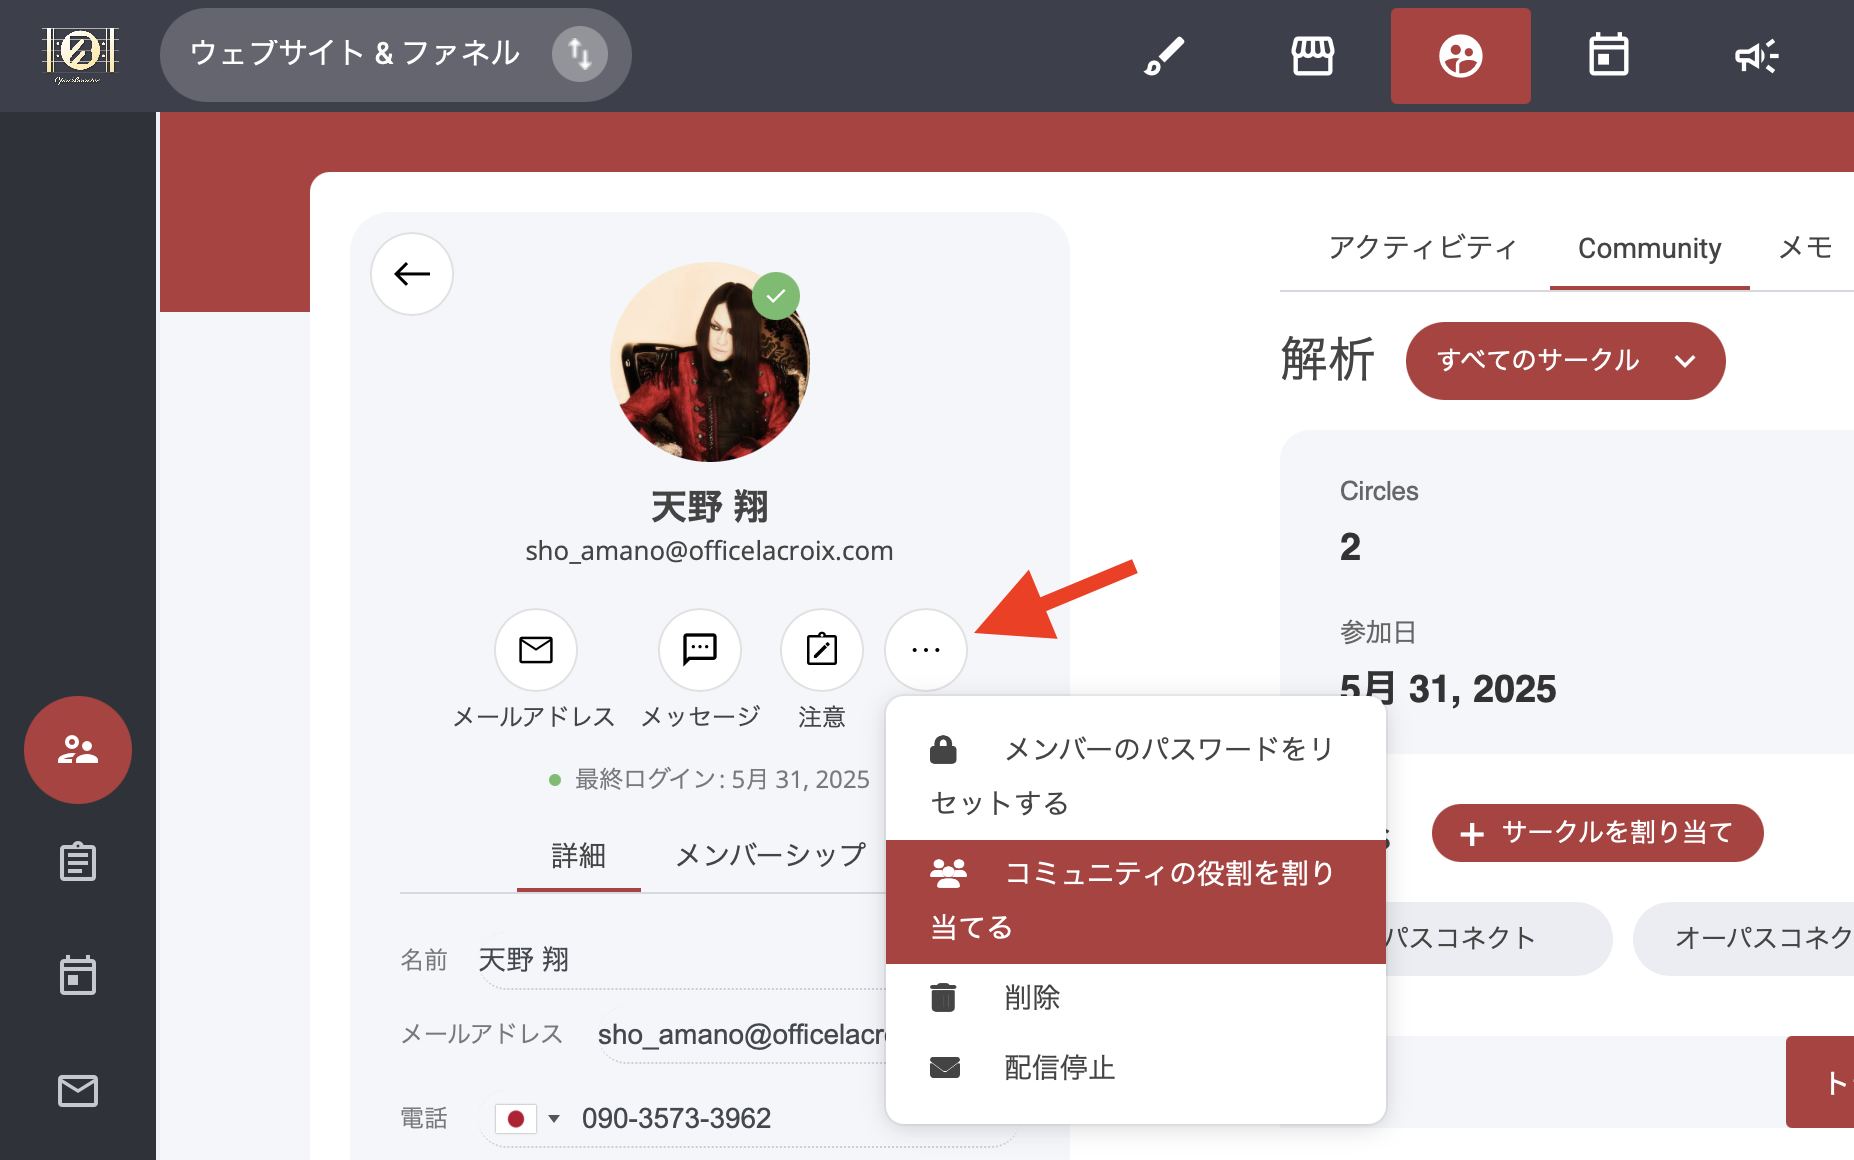 ウェブサイト & ファネル
アクティビティ
Community
メモ
解析
すべてのサークル
天野 翔
sho_amano@officelacroix.com
Circles
2
参加日
5月 31, 2025
メールアドレス
メッセージ
注意
メンバーのパスワードをリ
セットする
最終ログイン: 5月 31, 2025
サークルを割り当て
詳細
メンバーシップ
コミュニティの役割を割り
当てる
パスコネクト
オーパスコネク
名前
天野 翔
削除
メールアドレス
sho_amano@officelacr
配信停止
ト
電話
090-3573-3962